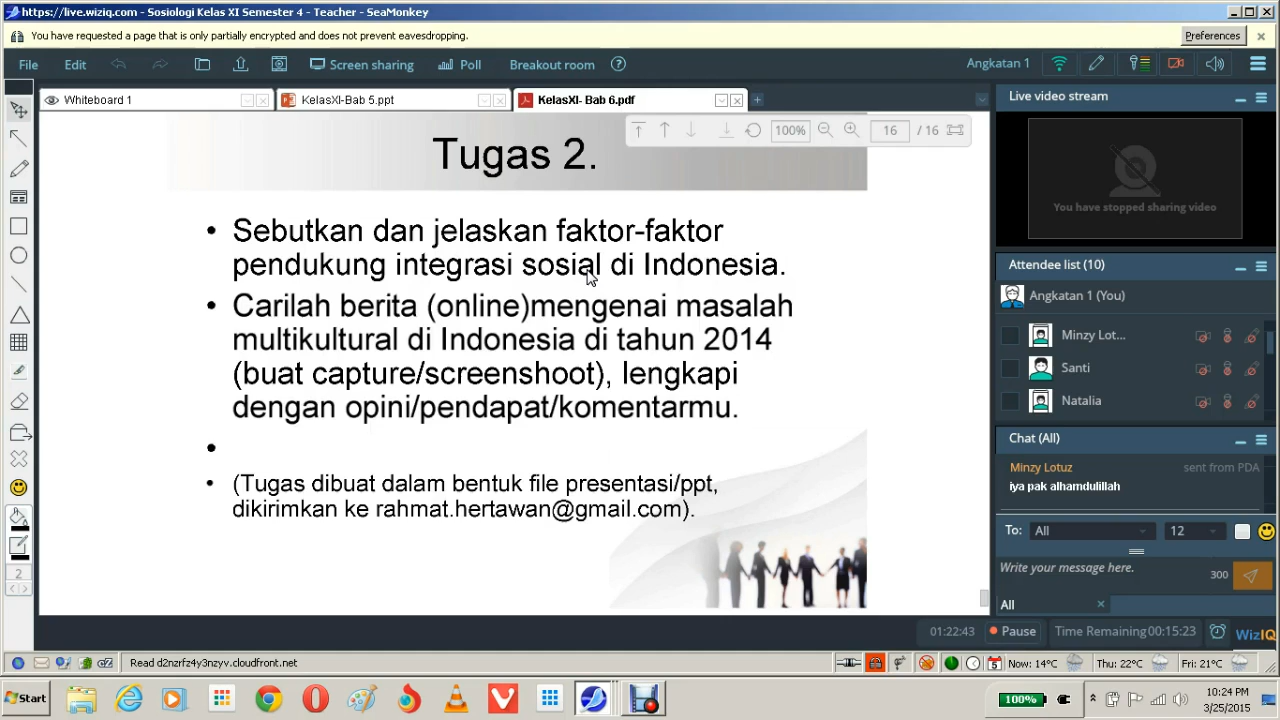 https://live.wiziq.com - Sosiologi Kelas XI Semester 4 - Teacher - SeaMonkey
You have requested a page that is only partially encrypted and does not prevent eavesdropping.
Preferences
File Edit Screen sharing Poll Breakout room Angkatan 1
Whiteboard 1 KelasXI-Bab 5.ppt KelasXI- Bab 6.pdf
Live video stream
100% 16 / 16
Tugas 2.
You have stopped sharing video
• Sebutkan dan jelaskan faktor-faktor
pendukung integrasi sosial di Indonesia.
• Carilah berita (online)mengenai masalah
multikultural di Indonesia di tahun 2014
(buat capture/screenshoot), lengkapi
dengan opini/pendapat/komentarmu.
•
• (Tugas dibuat dalam bentuk file presentasi/ppt,
dikirimkan ke rahmat.hertawan@gmail.com).
Attendee list (10)
Angkatan 1 (You)
Minzy Lot...
Santi
Natalia
Chat (All)
Minzy Lotuz sent from PDA
iya pak alhamdulillah
To: All 12
Write your message here. 300
All
2
01:22:43 Pause Time Remaining 00:15:23 WizIQ
Read d2nzrfz4y3nzyv.cloudfront.net
Now: 14°C Thu: 22°C Fri: 21°C
Start
100%
10:24 PM
3/25/2015